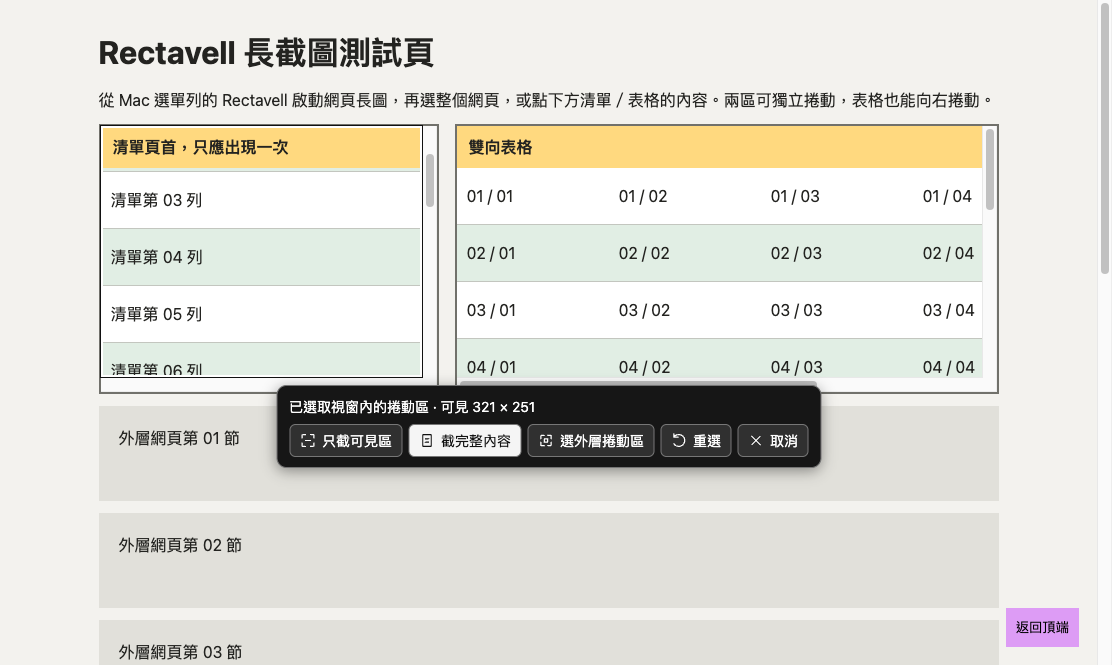 Rectavell 長截圖測試頁
從 Mac 選單列的 Rectavell 啟動網頁長圖，再選整個網頁，或點下方清單 / 表格的內容。兩區可獨立捲動，表格也能向右捲動。
清單頁首，只應出現一次
清單第 03 列
清單第 04 列
清單第 05 列
清單第 06 列
雙向表格
01 / 01 01 / 02 01 / 03 01 / 04
02 / 01 02 / 02 02 / 03 02 / 04
03 / 01 03 / 02 03 / 03 03 / 04
04 / 01 04 / 02 04 / 03 04 / 04
已選取視窗內的捲動區 · 可見 321 × 251
只截可見區 截完整內容 選外層捲動區 重選 取消
外層網頁第 01 節
外層網頁第 02 節
外層網頁第 03 節
返回頂端